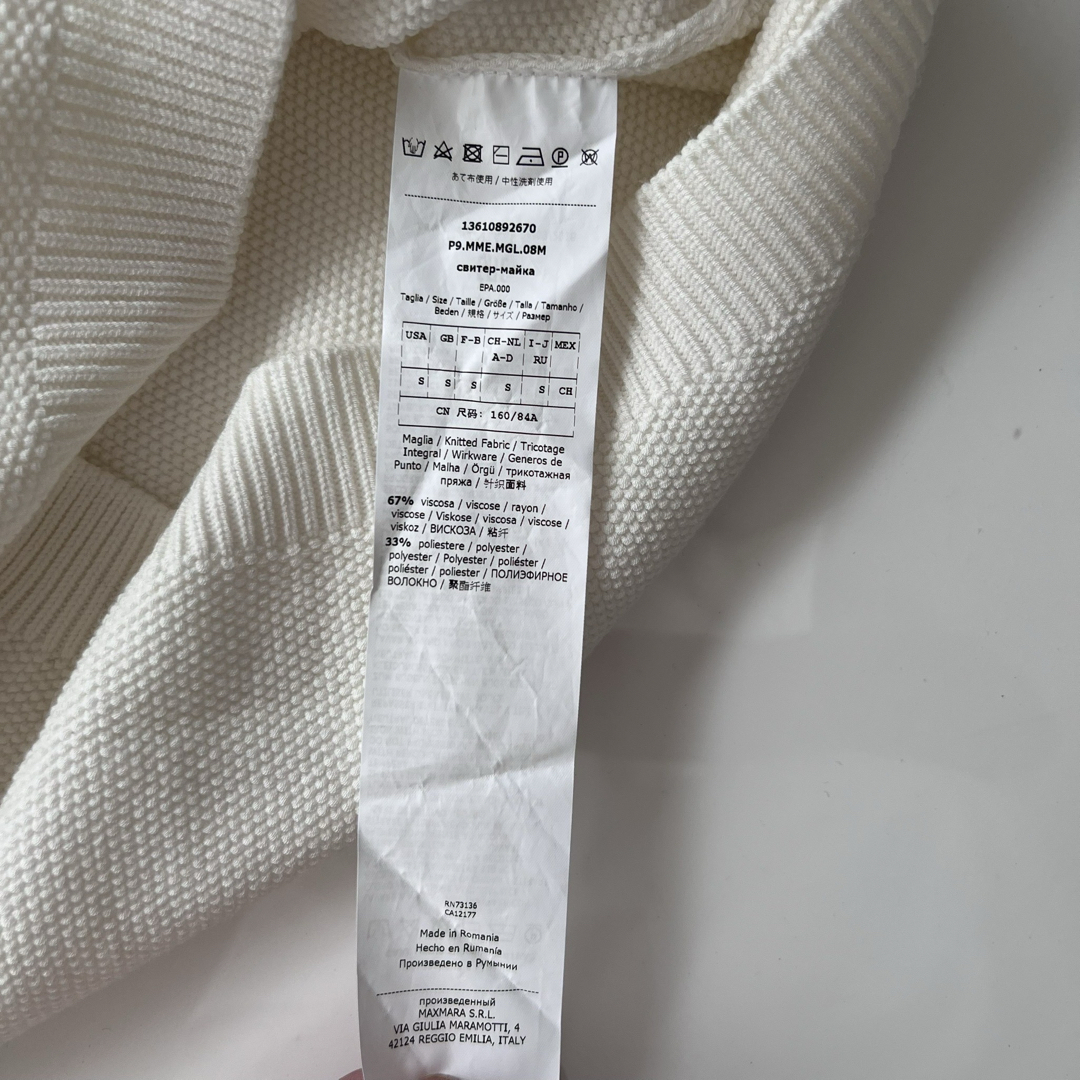 あて布使用 / 中性洗剤使用
13610892670
P9.MME.MGL.08M
свитер-майка
EPA.000
Taglia / Size / Taille / Größe / Talla / Tamanho /
Beden / 規格 / サイズ / Размер
USA GB F-B CH-NL I-J MEX
A-D RU
S S S S S CH
CN 尺码: 160/84A
Maglia / Knitted Fabric / Tricotage
Integral / Wirkware / Generos de
Punto / Malha / Örgü / трикотажная
пряжа / 针织面料
67% viscosa / viscose / rayon /
viscose / Viskose / viscosa / viscose /
viskoz / ВИСКОЗА / 粘纤
33% poliestere / polyester /
polyester / Polyester / poliéster /
poliéster / poliester / ПОЛИЭФИРНОЕ
ВОЛОКНО / 聚酯纤维
RN73136
CA12177
Made in Romania
Hecho en Rumanía
Произведено в Румынии
произведенный
MAXMARA S.R.L.
VIA GIULIA MARAMOTTI, 4
42124 REGGIO EMILIA, ITALY